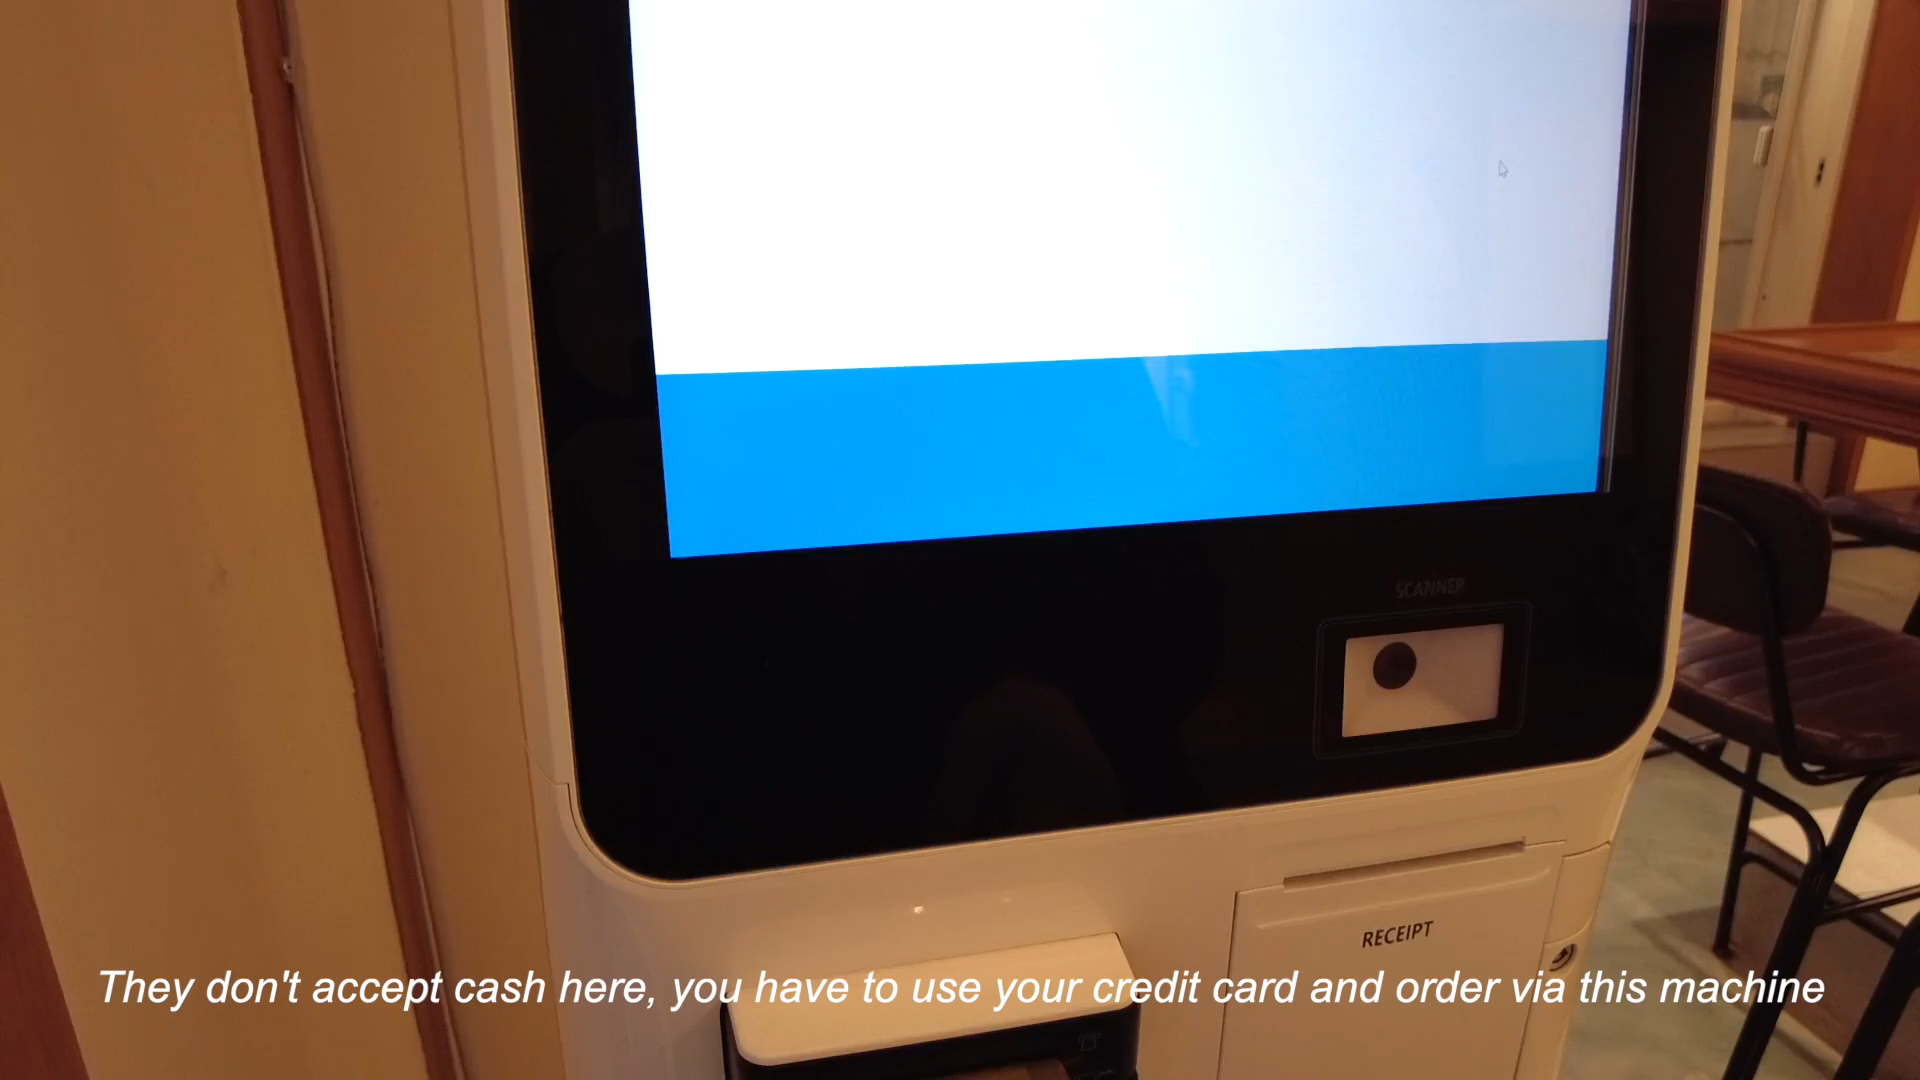 SCANNER
RECEIPT
They don't accept cash here, you have to use your credit card and order via this machine